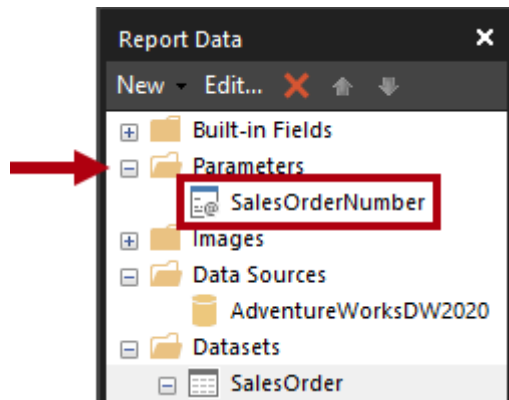 Report Data
New Edit...
Built-in Fields
Parameters
SalesOrderNumber
Images
Data Sources
AdventureWorksDW2020
Datasets
SalesOrder